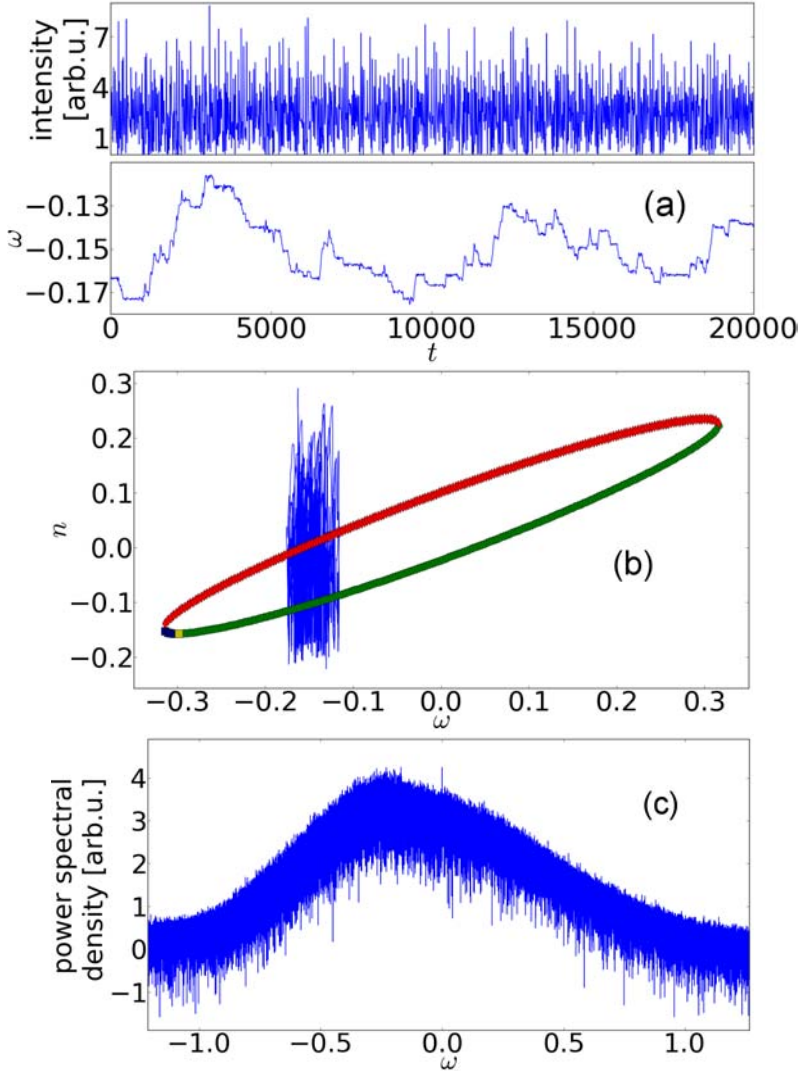 intensity
[arb.u.]
7
4
1
(a)
ω
−0.13
−0.15
−0.17
0 5000 10000 15000 20000
t
n
0.3
0.2
0.1
0.0
−0.1
−0.2
(b)
−0.3 −0.2 −0.1 0.0 0.1 0.2 0.3
ω
power spectral
density [arb.u.]
4
3
2
1
0
−1
(c)
−1.0 −0.5 0.0 0.5 1.0
ω